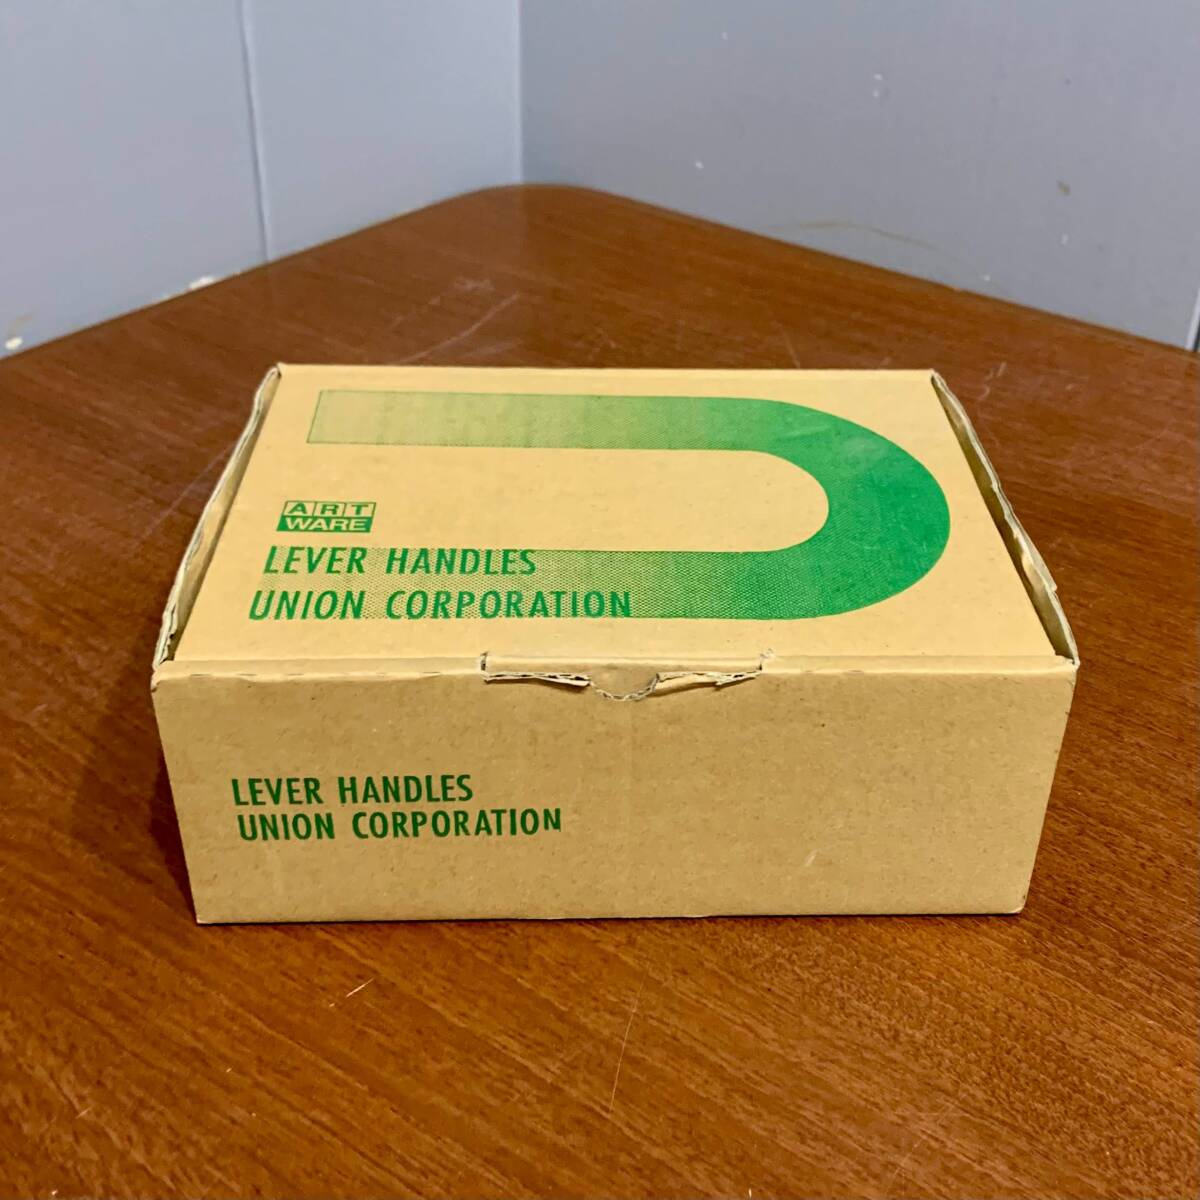 ART
WARE
LEVER HANDLES
UNION CORPORATION
LEVER HANDLES
UNION CORPORATION